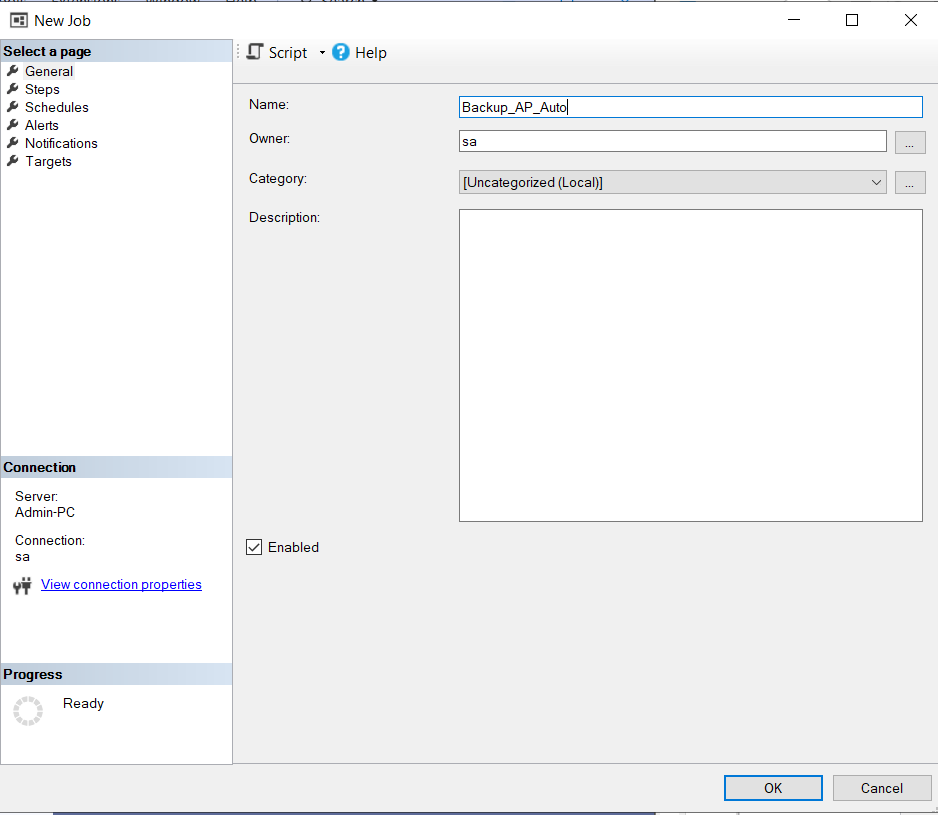 New Job
Select a page
General
Steps
Schedules
Alerts
Notifications
Targets
Script
Help
Name:
Backup_AP_Auto
Owner:
sa
...
Category:
[Uncategorized (Local)]
...
Description:
Enabled
Connection
Server:
Admin-PC
Connection:
sa
View connection properties
Progress
Ready
OK
Cancel